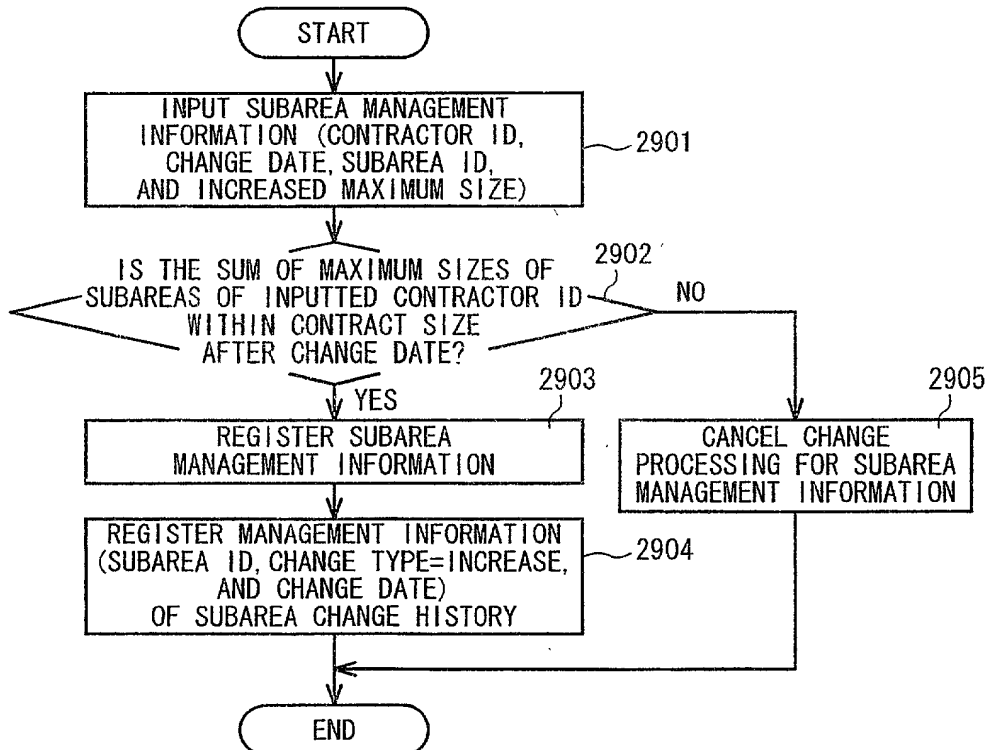 START
INPUT SUBAREA MANAGEMENT
INFORMATION (CONTRACTOR ID,
CHANGE DATE, SUBAREA ID,
AND INCREASED MAXIMUM SIZE)
2901
IS THE SUM OF MAXIMUM SIZES OF
SUBAREAS OF INPUTTED CONTRACTOR ID
WITHIN CONTRACT SIZE
AFTER CHANGE DATE?
2902
NO
YES
2903
REGISTER SUBAREA
MANAGEMENT INFORMATION
2905
CANCEL CHANGE
PROCESSING FOR SUBAREA
MANAGEMENT INFORMATION
REGISTER MANAGEMENT INFORMATION
(SUBAREA ID, CHANGE TYPE=INCREASE,
AND CHANGE DATE)
OF SUBAREA CHANGE HISTORY
2904
END